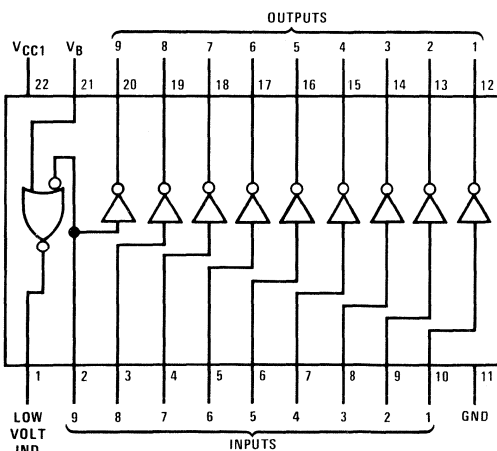 OUTPUTS
VCC1 VB 9 8 7 6 5 4 3 2 1
22 21 20 19 18 17 16 15 14 13 12
1 2 3 4 5 6 7 8 9 10 11
LOW VOLT IND
9 8 7 6 5 4 3 2 1 GND
INPUTS